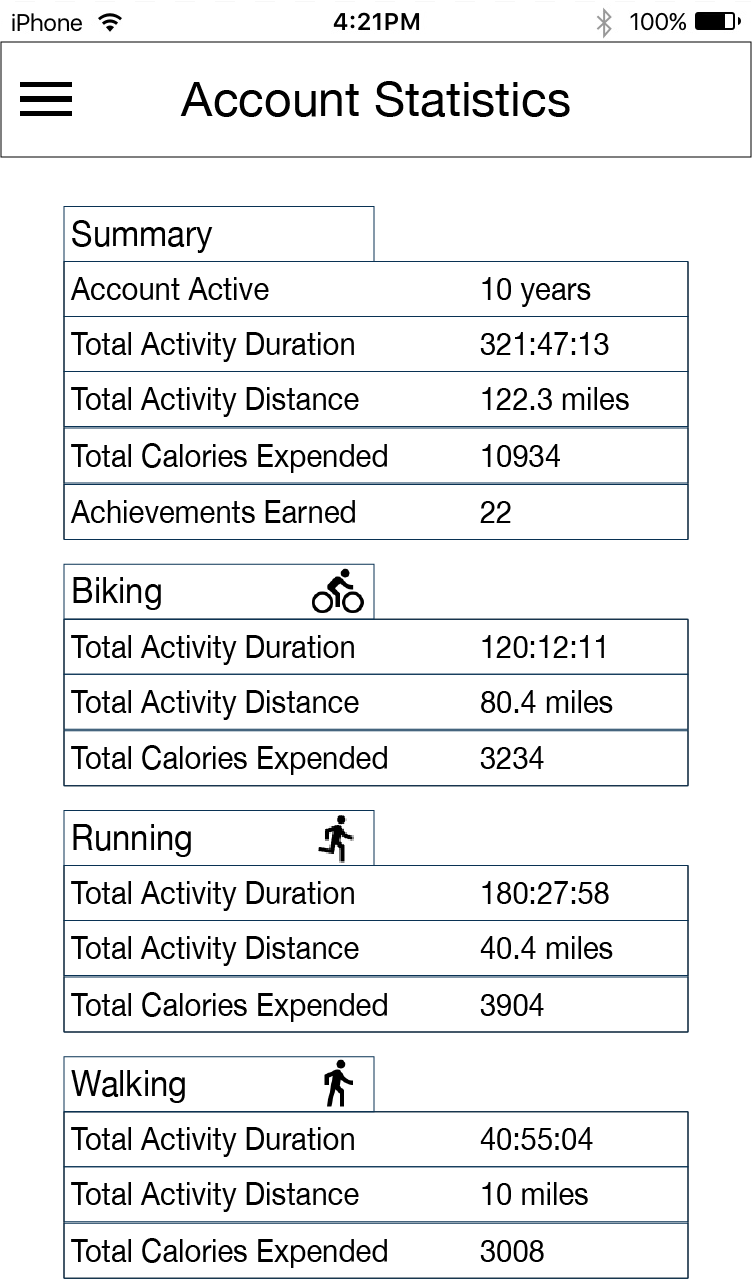 iPhone 4:21PM 100%
Account Statistics
Summary
Account Active 10 years
Total Activity Duration 321:47:13
Total Activity Distance 122.3 miles
Total Calories Expended 10934
Achievements Earned 22
Biking
Total Activity Duration 120:12:11
Total Activity Distance 80.4 miles
Total Calories Expended 3234
Running
Total Activity Duration 180:27:58
Total Activity Distance 40.4 miles
Total Calories Expended 3904
Walking
Total Activity Duration 40:55:04
Total Activity Distance 10 miles
Total Calories Expended 3008